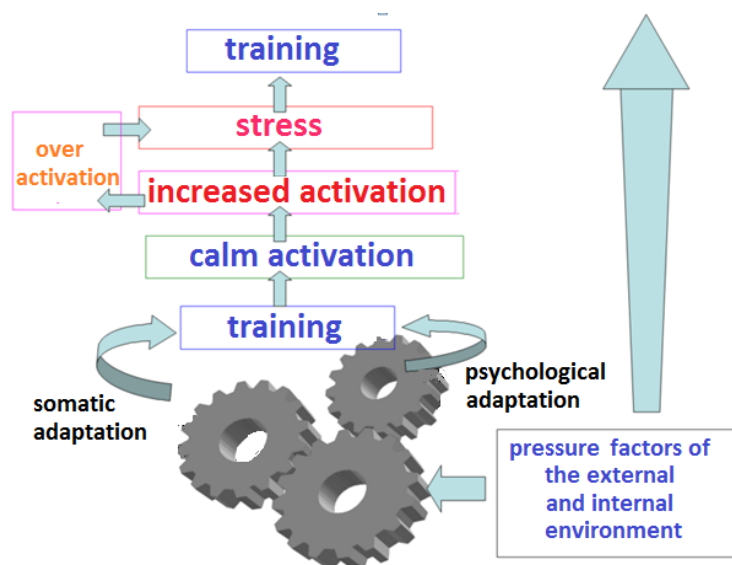 training
stress
over
activation
increased activation
calm activation
training
somatic
adaptation
psychological
adaptation
pressure factors of
the external
and internal
environment